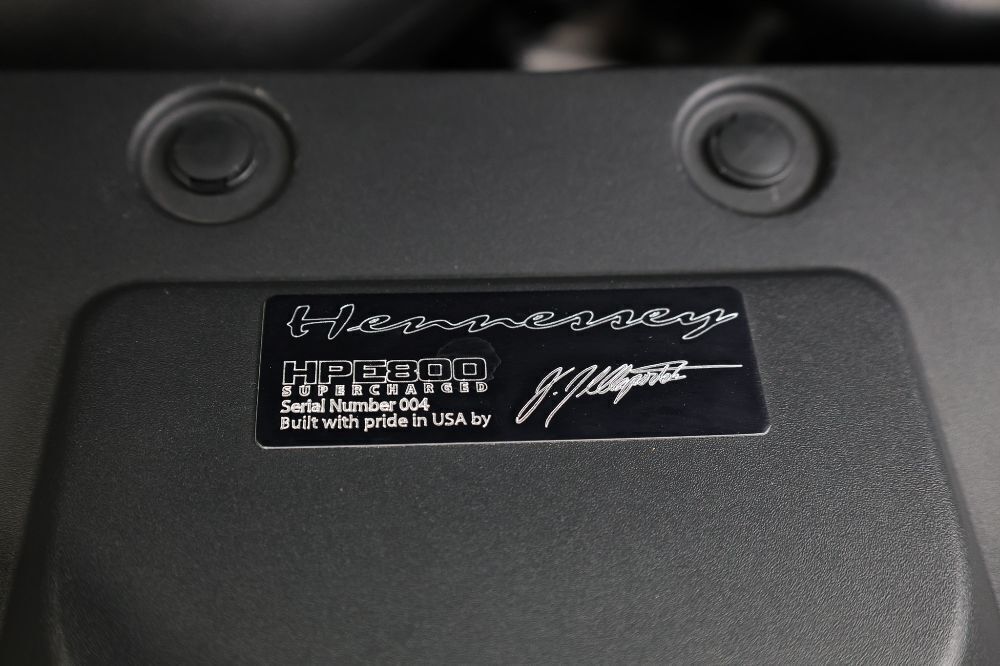 Hennessey
HPE800
SUPERCHARGED
Serial Number 004
Built with pride in USA by